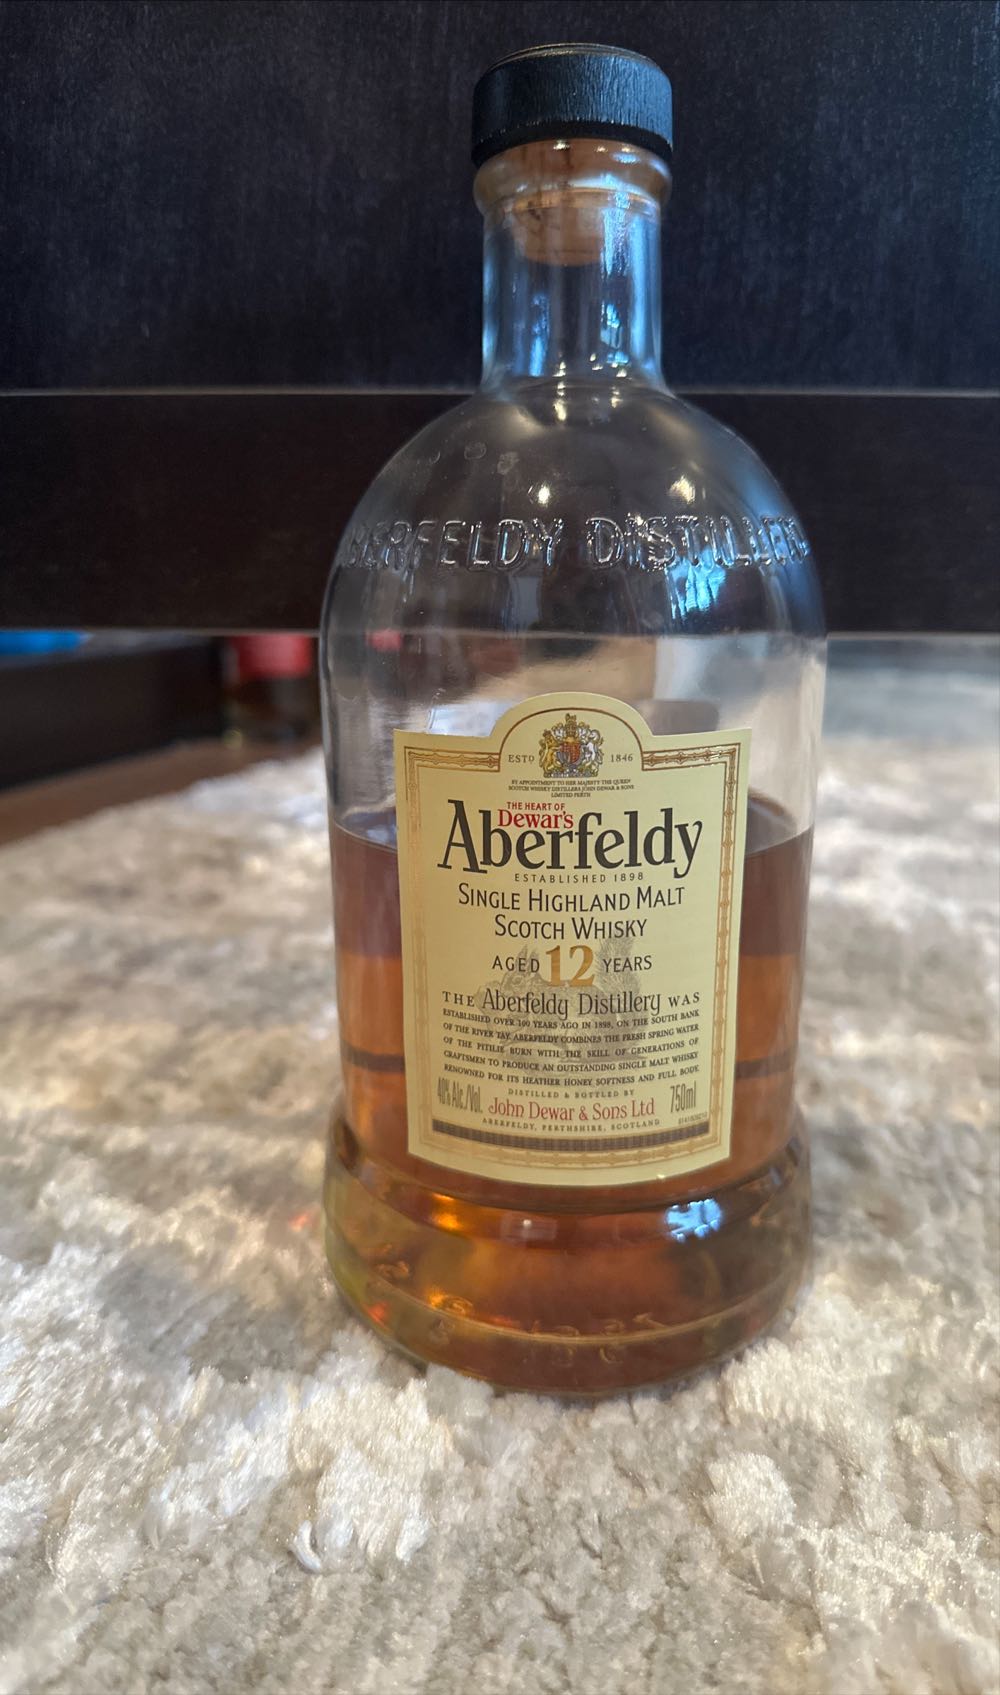 ABERFELDY DISTILLERY
ESTD 1846
BY APPOINTMENT TO HER MAJESTY THE QUEEN
SCOTCH WHISKY DISTILLERS JOHN DEWAR & SONS
LIMITED PERTH
THE HEART OF
Dewar's
Aberfeldy
ESTABLISHED 1898
SINGLE HIGHLAND MALT
SCOTCH WHISKY
AGED 12 YEARS
THE Aberfeldy Distillery WAS
ESTABLISHED OVER 100 YEARS AGO IN 1898, ON THE SOUTH BANK
OF THE RIVER TAY. ABERFELDY COMBINES THE FRESH SPRING WATER
OF THE PITILIE BURN WITH THE SKILL OF GENERATIONS OF
CRAFTSMEN TO PRODUCE AN OUTSTANDING SINGLE MALT WHISKY
RENOWNED FOR ITS HEATHER HONEY SOFTNESS AND FULL BODY.
DISTILLED & BOTTLED BY
40% Alc./Vol. John Dewar & Sons Ltd 750ml
ABERFELDY, PERTHSHIRE, SCOTLAND